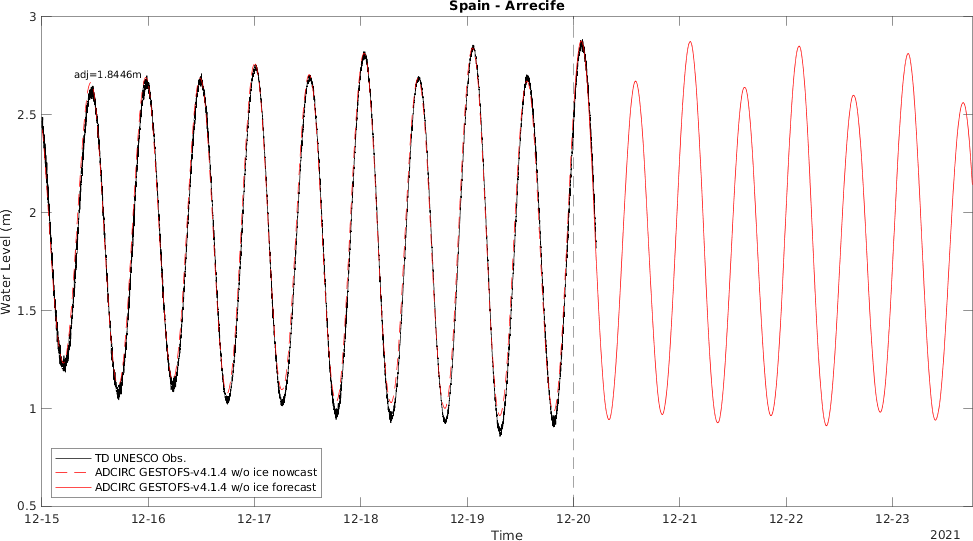 Spain - Arrecife
3
2.5
2
1.5
1
0.5
Water Level (m)
adj=1.8446m
TD UNESCO Obs.
ADCIRC GESTOFS-v4.1.4 w/o ice nowcast
ADCIRC GESTOFS-v4.1.4 w/o ice forecast
12-15 12-16 12-17 12-18 12-19 12-20 12-21 12-22 12-23
Time
2021